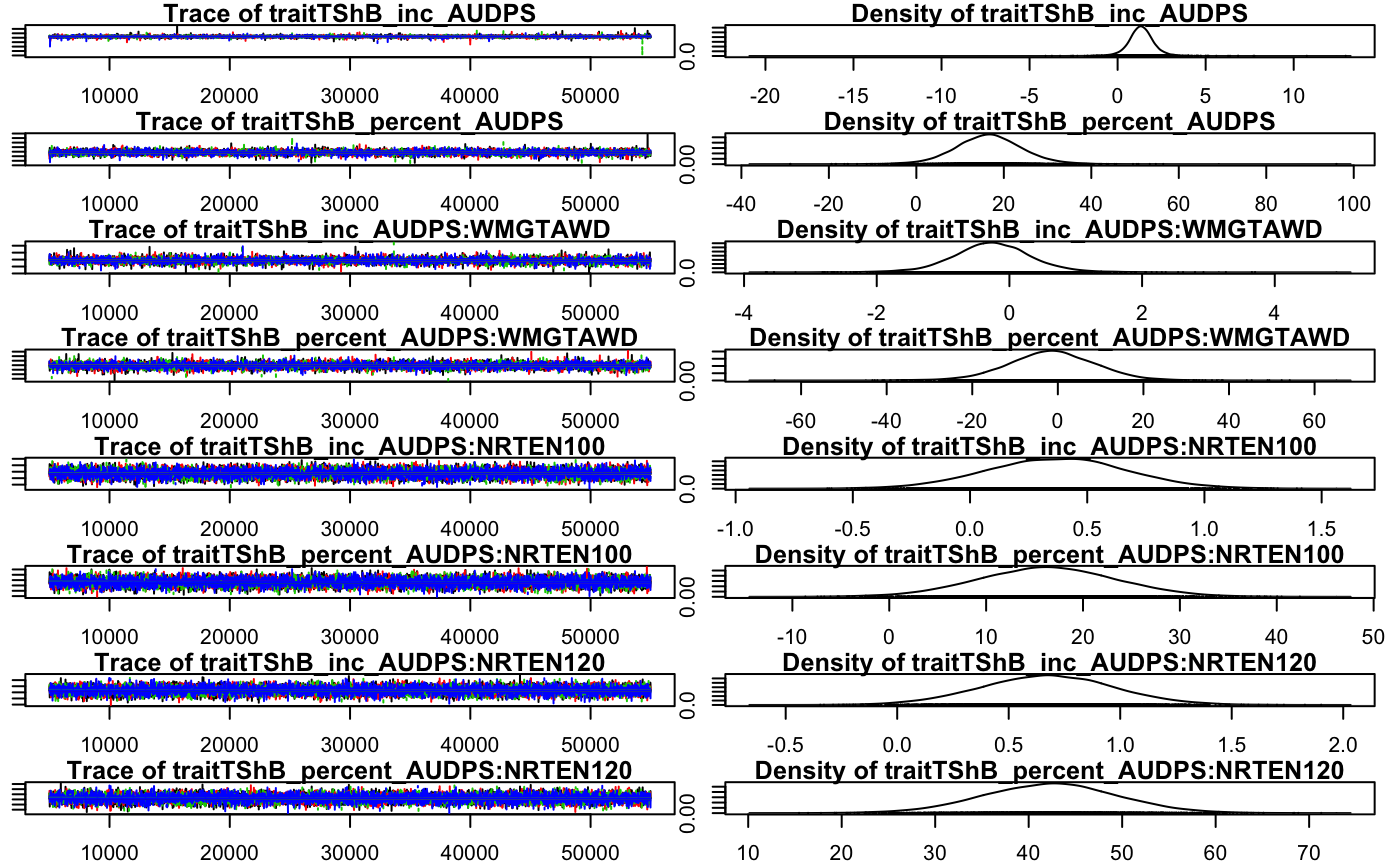 Trace of traitTShB_inc_AUDPS Density of traitTShB_inc_AUDPS
0.0
10000 20000 30000 40000 50000 -20 -15 -10 -5 0 5 10
Trace of traitTShB_percent_AUDPS Density of traitTShB_percent_AUDPS
0.00
10000 20000 30000 40000 50000 -40 -20 0 20 40 60 80 100
Trace of traitTShB_inc_AUDPS:WMGTAWD Density of traitTShB_inc_AUDPS:WMGTAWD
0.0
10000 20000 30000 40000 50000 -4 -2 0 2 4
Trace of traitTShB_percent_AUDPS:WMGTAWD Density of traitTShB_percent_AUDPS:WMGTAWD
0.00
10000 20000 30000 40000 50000 -60 -40 -20 0 20 40 60
Trace of traitTShB_inc_AUDPS:NRTEN100 Density of traitTShB_inc_AUDPS:NRTEN100
0.0
10000 20000 30000 40000 50000 -1.0 -0.5 0.0 0.5 1.0 1.5
Trace of traitTShB_percent_AUDPS:NRTEN100 Density of traitTShB_percent_AUDPS:NRTEN100
0.00
10000 20000 30000 40000 50000 -10 0 10 20 30 40 50
Trace of traitTShB_inc_AUDPS:NRTEN120 Density of traitTShB_inc_AUDPS:NRTEN120
0.0
10000 20000 30000 40000 50000 -0.5 0.0 0.5 1.0 1.5 2.0
Trace of traitTShB_percent_AUDPS:NRTEN120 Density of traitTShB_percent_AUDPS:NRTEN120
0.00
10000 20000 30000 40000 50000 10 20 30 40 50 60 70